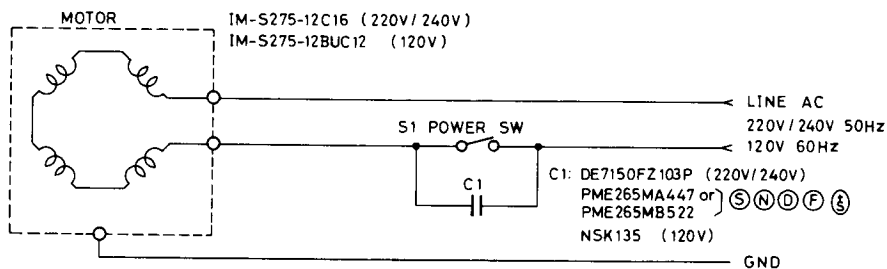 MOTOR
IM-S275-12C16 (220V/240V)
IM-S275-12BUC12 (120V)
LINE AC
220V/240V 50Hz
120V 60Hz
S1 POWER SW
C1
C1: DE7150FZ103P (220V/240V)
PME265MA447 or
PME265MB522
S N D F
NSK135 (120V)
GND